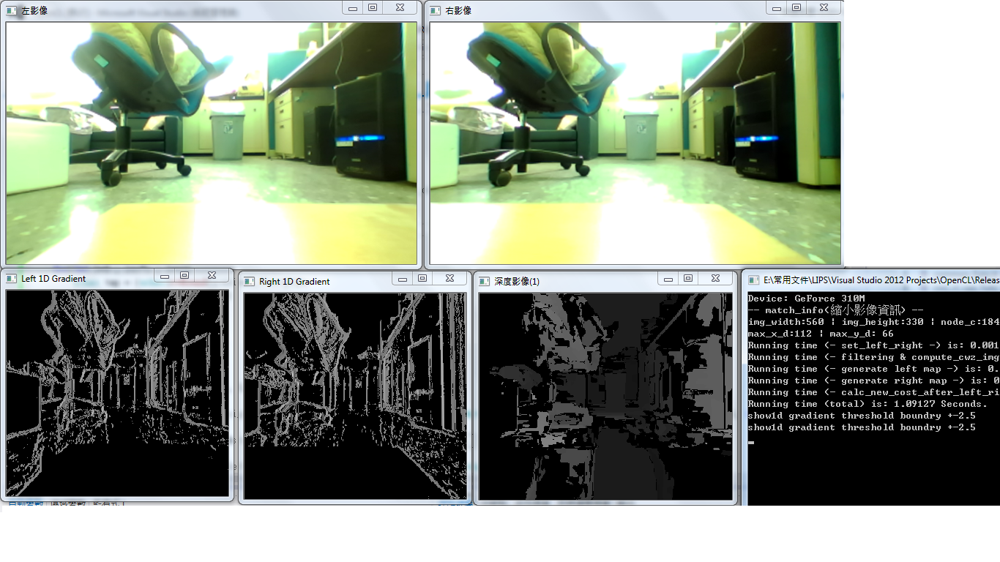 左影像
右影像
Left 1D Gradient
Right 1D Gradient
深度影像(1)
E:\常用文件\LIPS\Visual Studio 2012 Projects\OpenCL\Releas
Device: GeForce 310M
-- match_info(縮小影像資訊) --
img_width:560 | img_height:330 | node_c:184
max_x_d:112 | max_y_d: 66
Running time (- set_left_right -) is: 0.001
Running time (- filtering & compute_cwz_img
Running time (- generate left map -) is: 0.
Running time (- generate right map -) is: 0
Running time (- calc_new_cost_after_left_ri
Running time (total) is: 1.09127 Seconds.
show1d gradient threshold boundry +-2.5
show1d gradient threshold boundry +-2.5